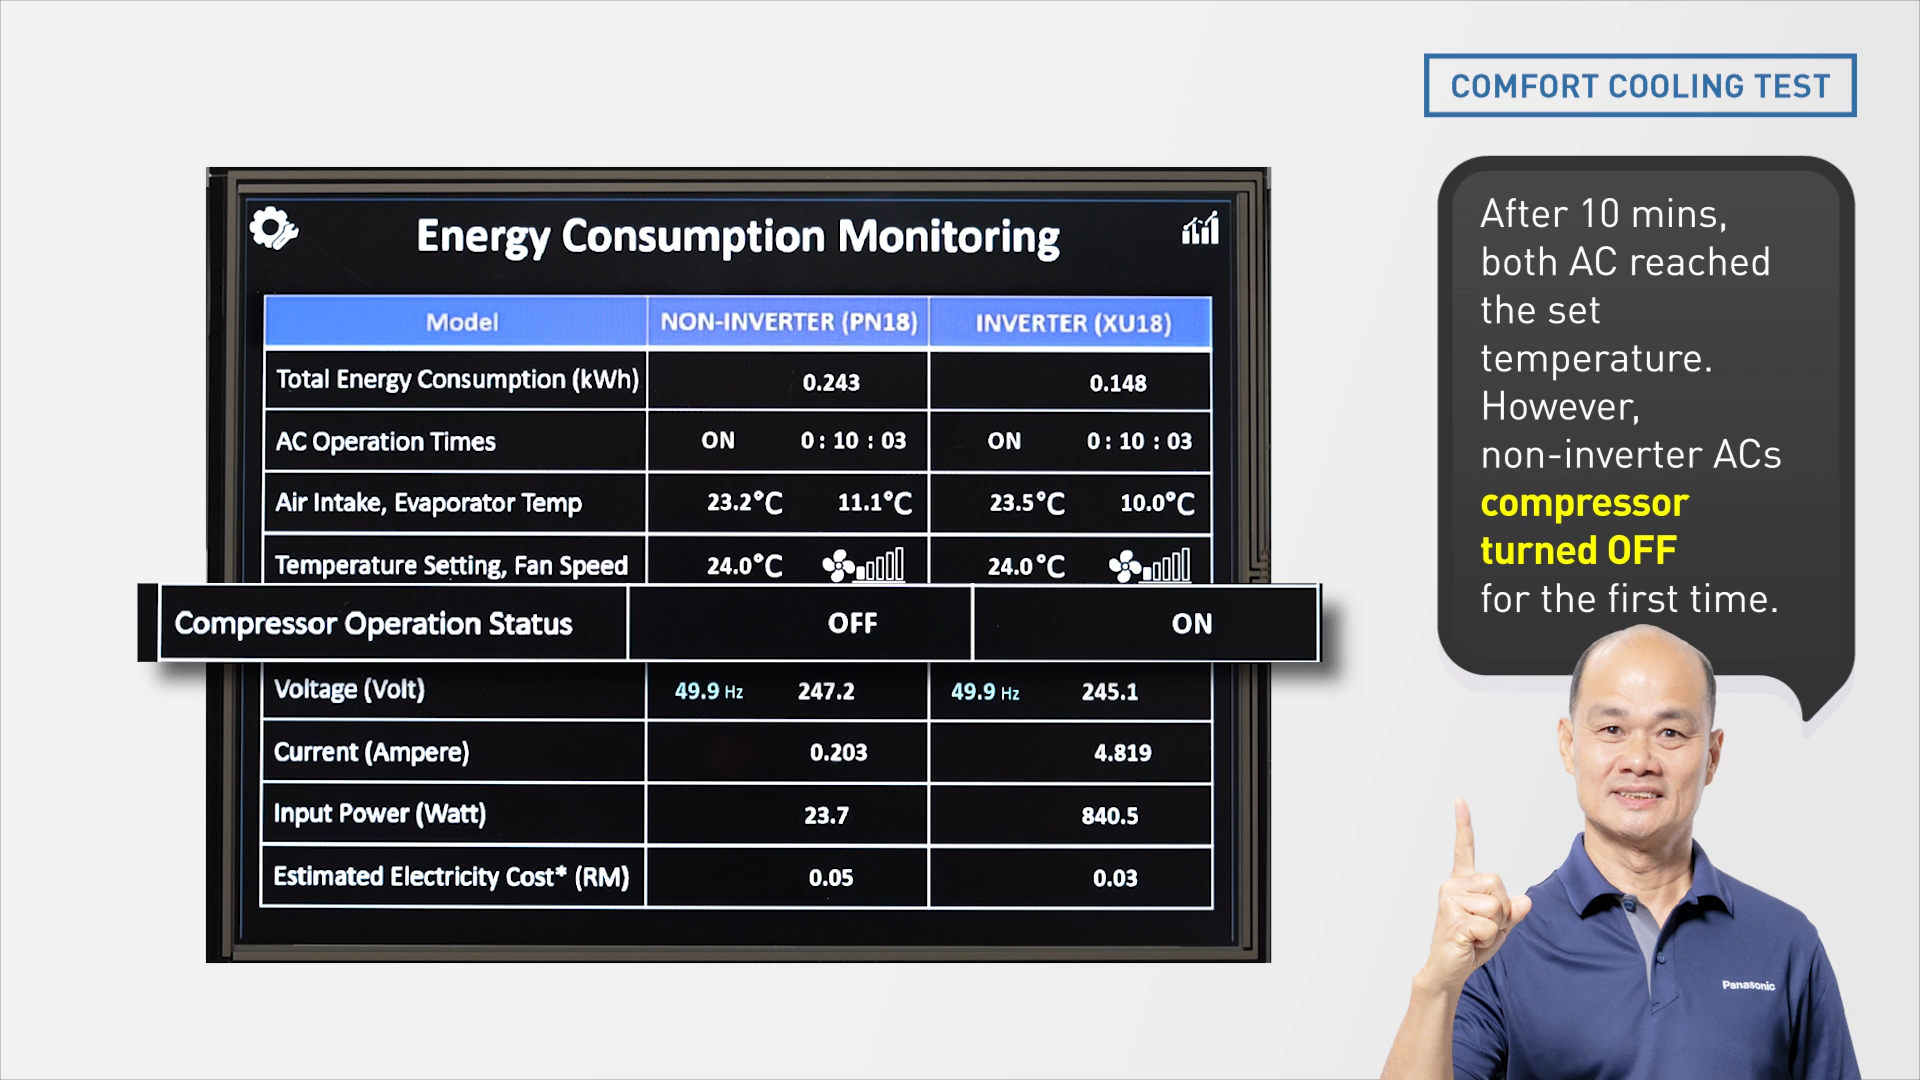 COMFORT COOLING TEST
Energy Consumption Monitoring
Model NON-INVERTER (PN18) INVERTER (XU18)
Total Energy Consumption (kWh) 0.243 0.148
AC Operation Times ON 0 : 10 : 03 ON 0 : 10 : 03
Air Intake, Evaporator Temp 23.2°C 11.1°C 23.5°C 10.0°C
Temperature Setting, Fan Speed 24.0°C 24.0°C
Compressor Operation Status OFF ON
Voltage (Volt) 49.9 Hz 247.2 49.9 Hz 245.1
Current (Ampere) 0.203 4.819
Input Power (Watt) 23.7 840.5
Estimated Electricity Cost* (RM) 0.05 0.03
After 10 mins,
both AC reached
the set
temperature.
However,
non-inverter ACs
compressor
turned OFF
for the first time.
Panasonic